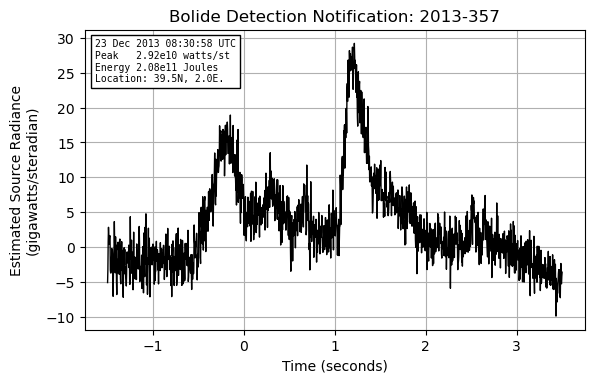 Bolide Detection Notification: 2013-357
23 Dec 2013 08:30:58 UTC
Peak   2.92e10 watts/st
Energy 2.08e11 Joules
Location: 39.5N, 2.0E.
Estimated Source Radiance
(gigawatts/steradian)
30
25
20
15
10
5
0
−5
−10
−1 0 1 2 3
Time (seconds)